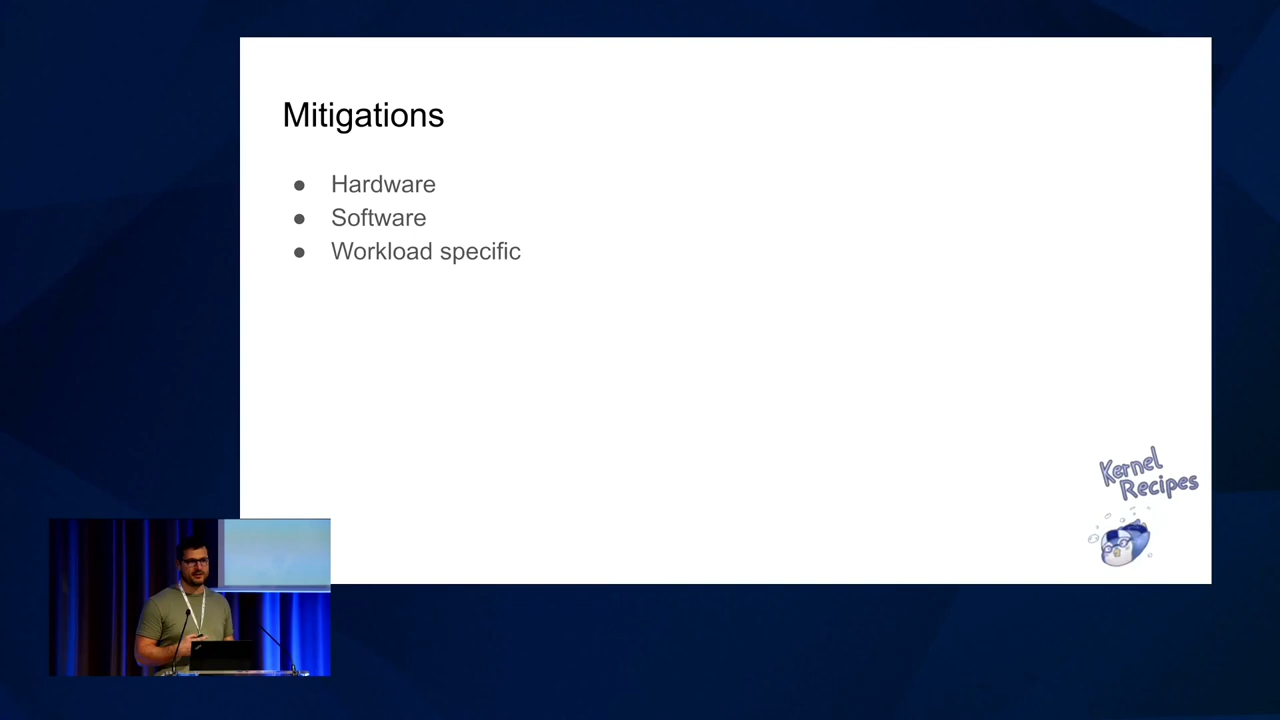 Mitigations
● Hardware
● Software
● Workload specific
Kernel
Recipes